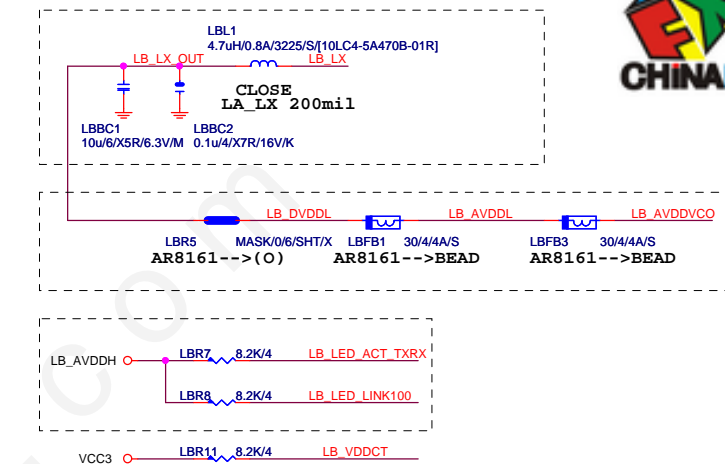 LBL1
4.7uH/0.8A/3225/S/[10LC4-5A470B-01R]
LB_LX_OUT
LB_LX
CLOSE
LA_LX 200mil
LBBC1
LBBC2
10u/6/X5R/6.3V/M
0.1u/4/X7R/16V/K
CHINA
LB_DVDDL
LB_AVDDL
LB_AVDDVCO
LBR5
MASK/0/6/SHT/X
LBFB1
30/4/4A/S
LBFB3
30/4/4A/S
AR8161-->(O)
AR8161-->BEAD
AR8161-->BEAD
LB_AVDDH
LBR7
8.2K/4
LB_LED_ACT_TXRX
LBR8
8.2K/4
LB_LED_LINK100
VCC3
LBR11
8.2K/4
LB_VDDCT
com